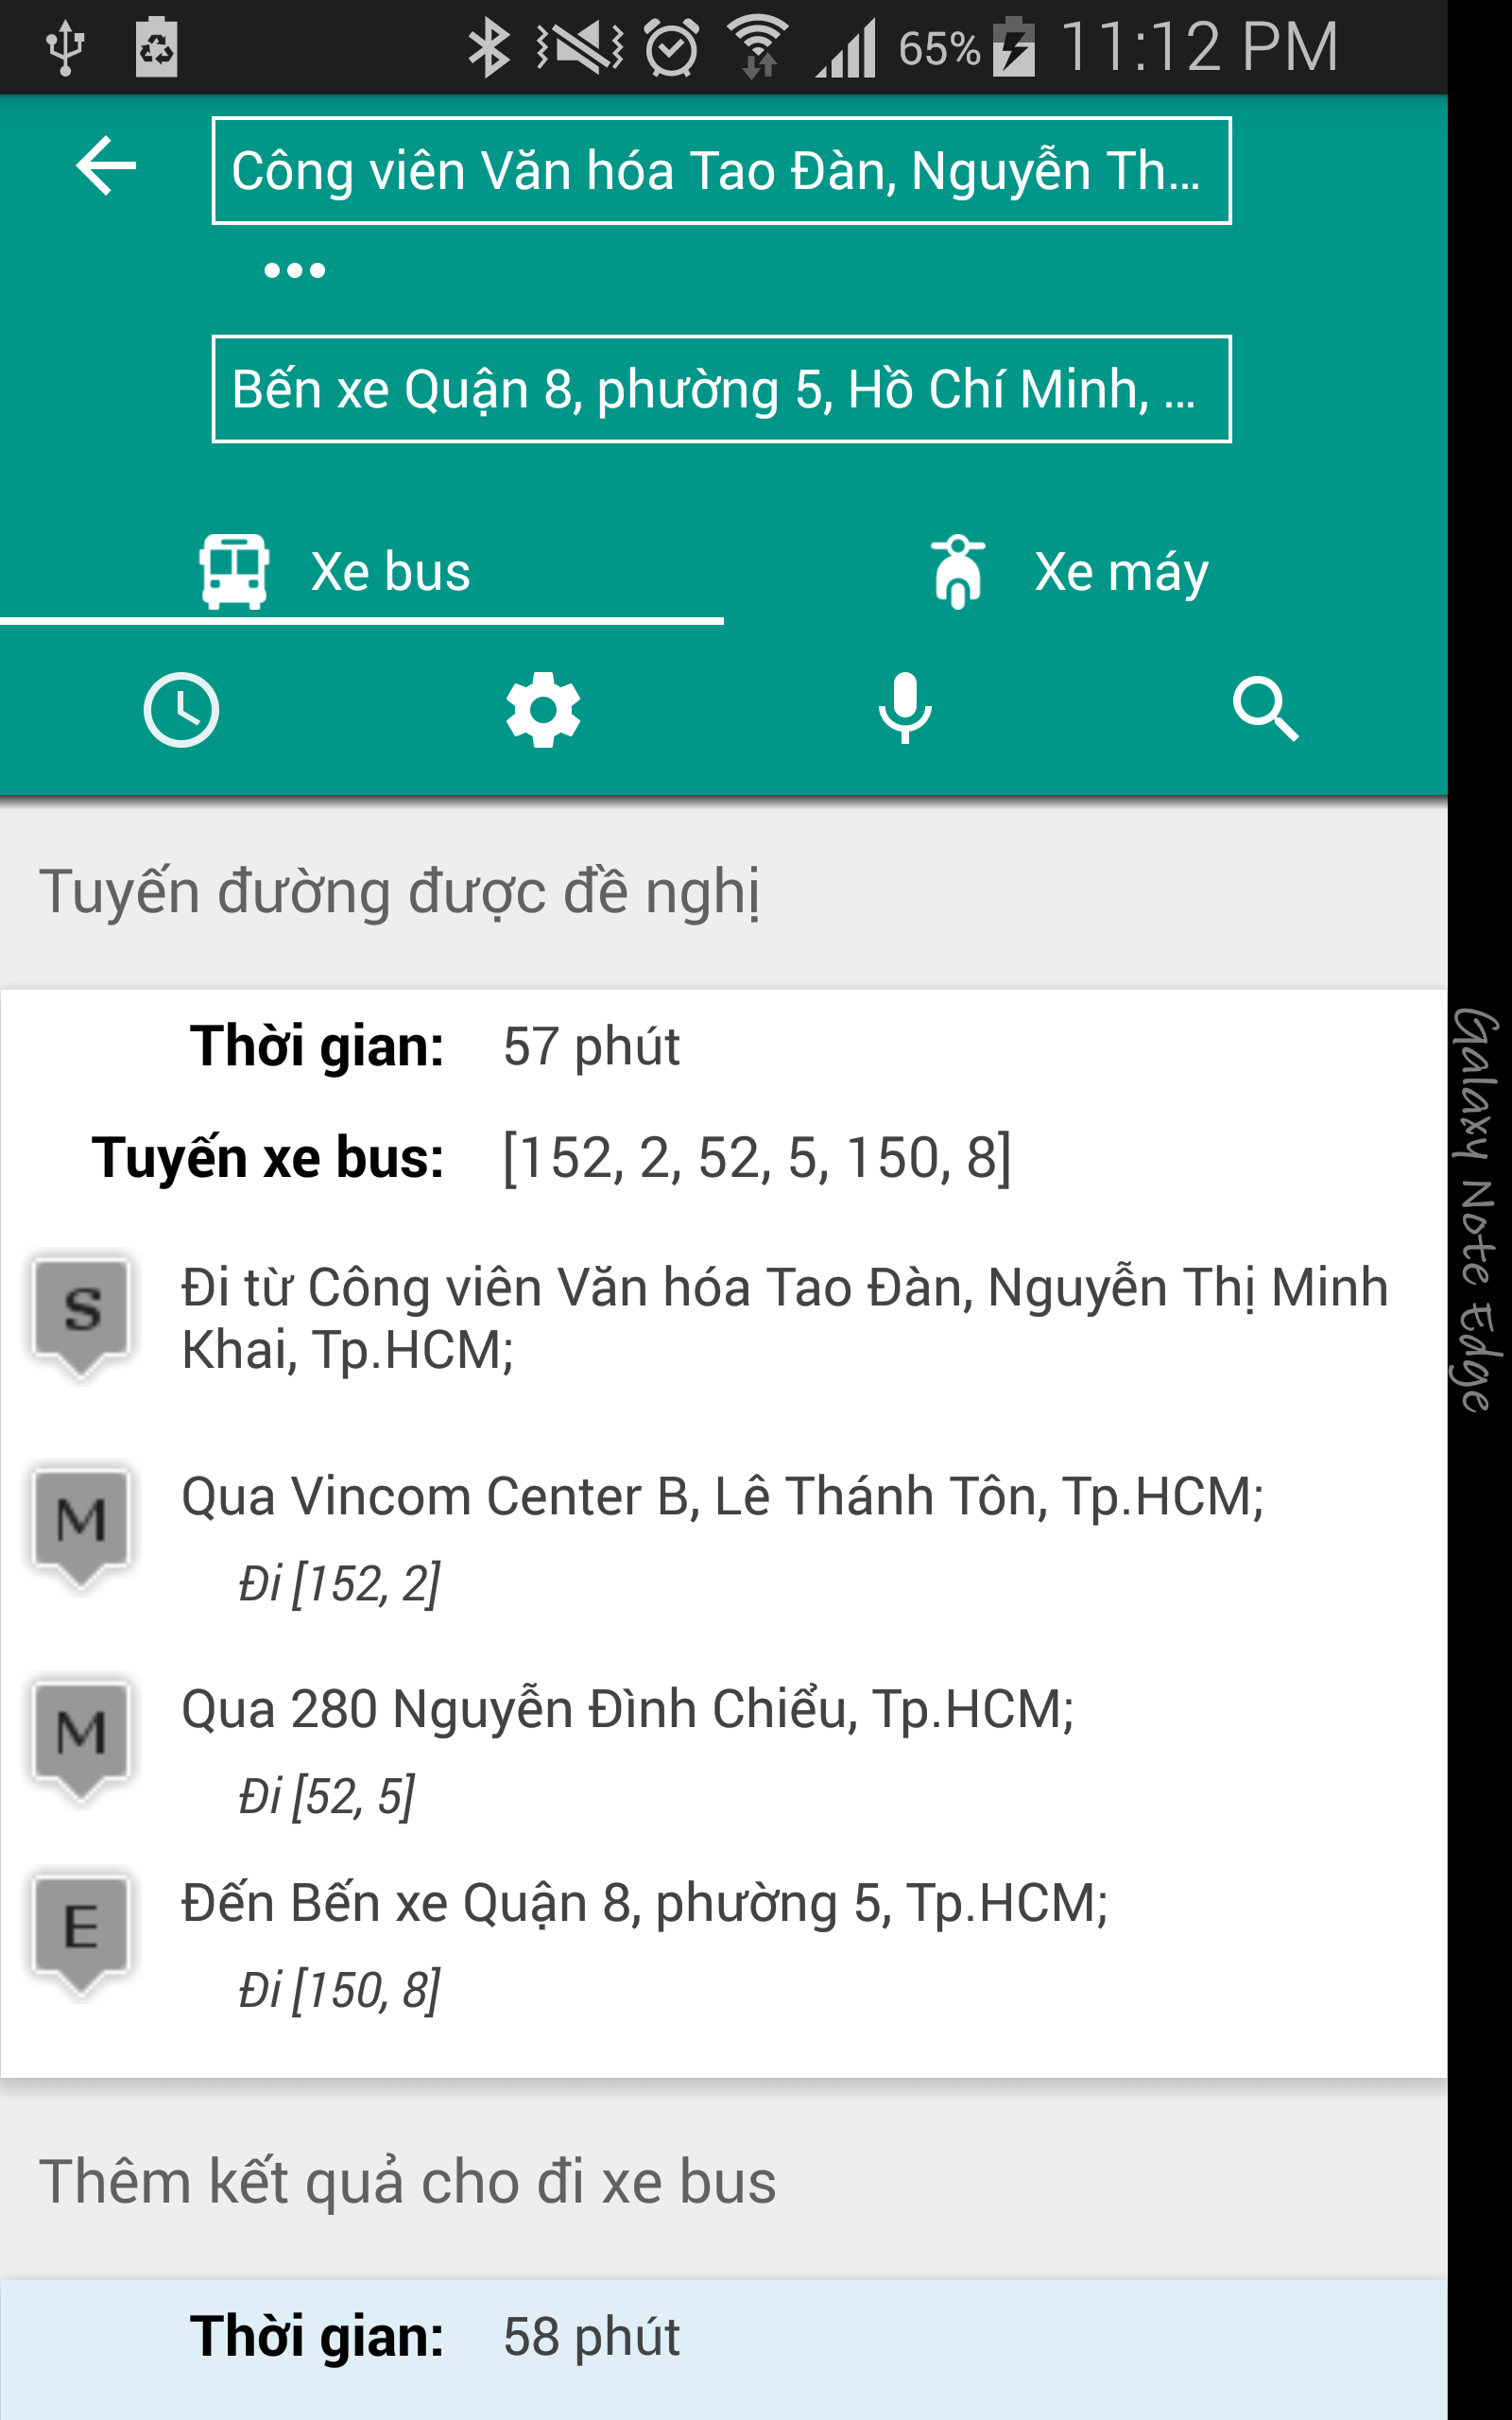 65% 11:12 PM
Công viên Văn hóa Tao Đàn, Nguyễn Th...
Bến xe Quận 8, phường 5, Hồ Chí Minh, ...
Xe bus
Xe máy
Tuyến đường được đề nghị
Thời gian: 57 phút
Tuyến xe bus: [152, 2, 52, 5, 150, 8]
S
Đi từ Công viên Văn hóa Tao Đàn, Nguyễn Thị Minh
Khai, Tp.HCM;
M
Qua Vincom Center B, Lê Thánh Tôn, Tp.HCM;
Đi [152, 2]
M
Qua 280 Nguyễn Đình Chiểu, Tp.HCM;
Đi [52, 5]
E
Đến Bến xe Quận 8, phường 5, Tp.HCM;
Đi [150, 8]
Thêm kết quả cho đi xe bus
Thời gian: 58 phút
Galaxy Note Edge